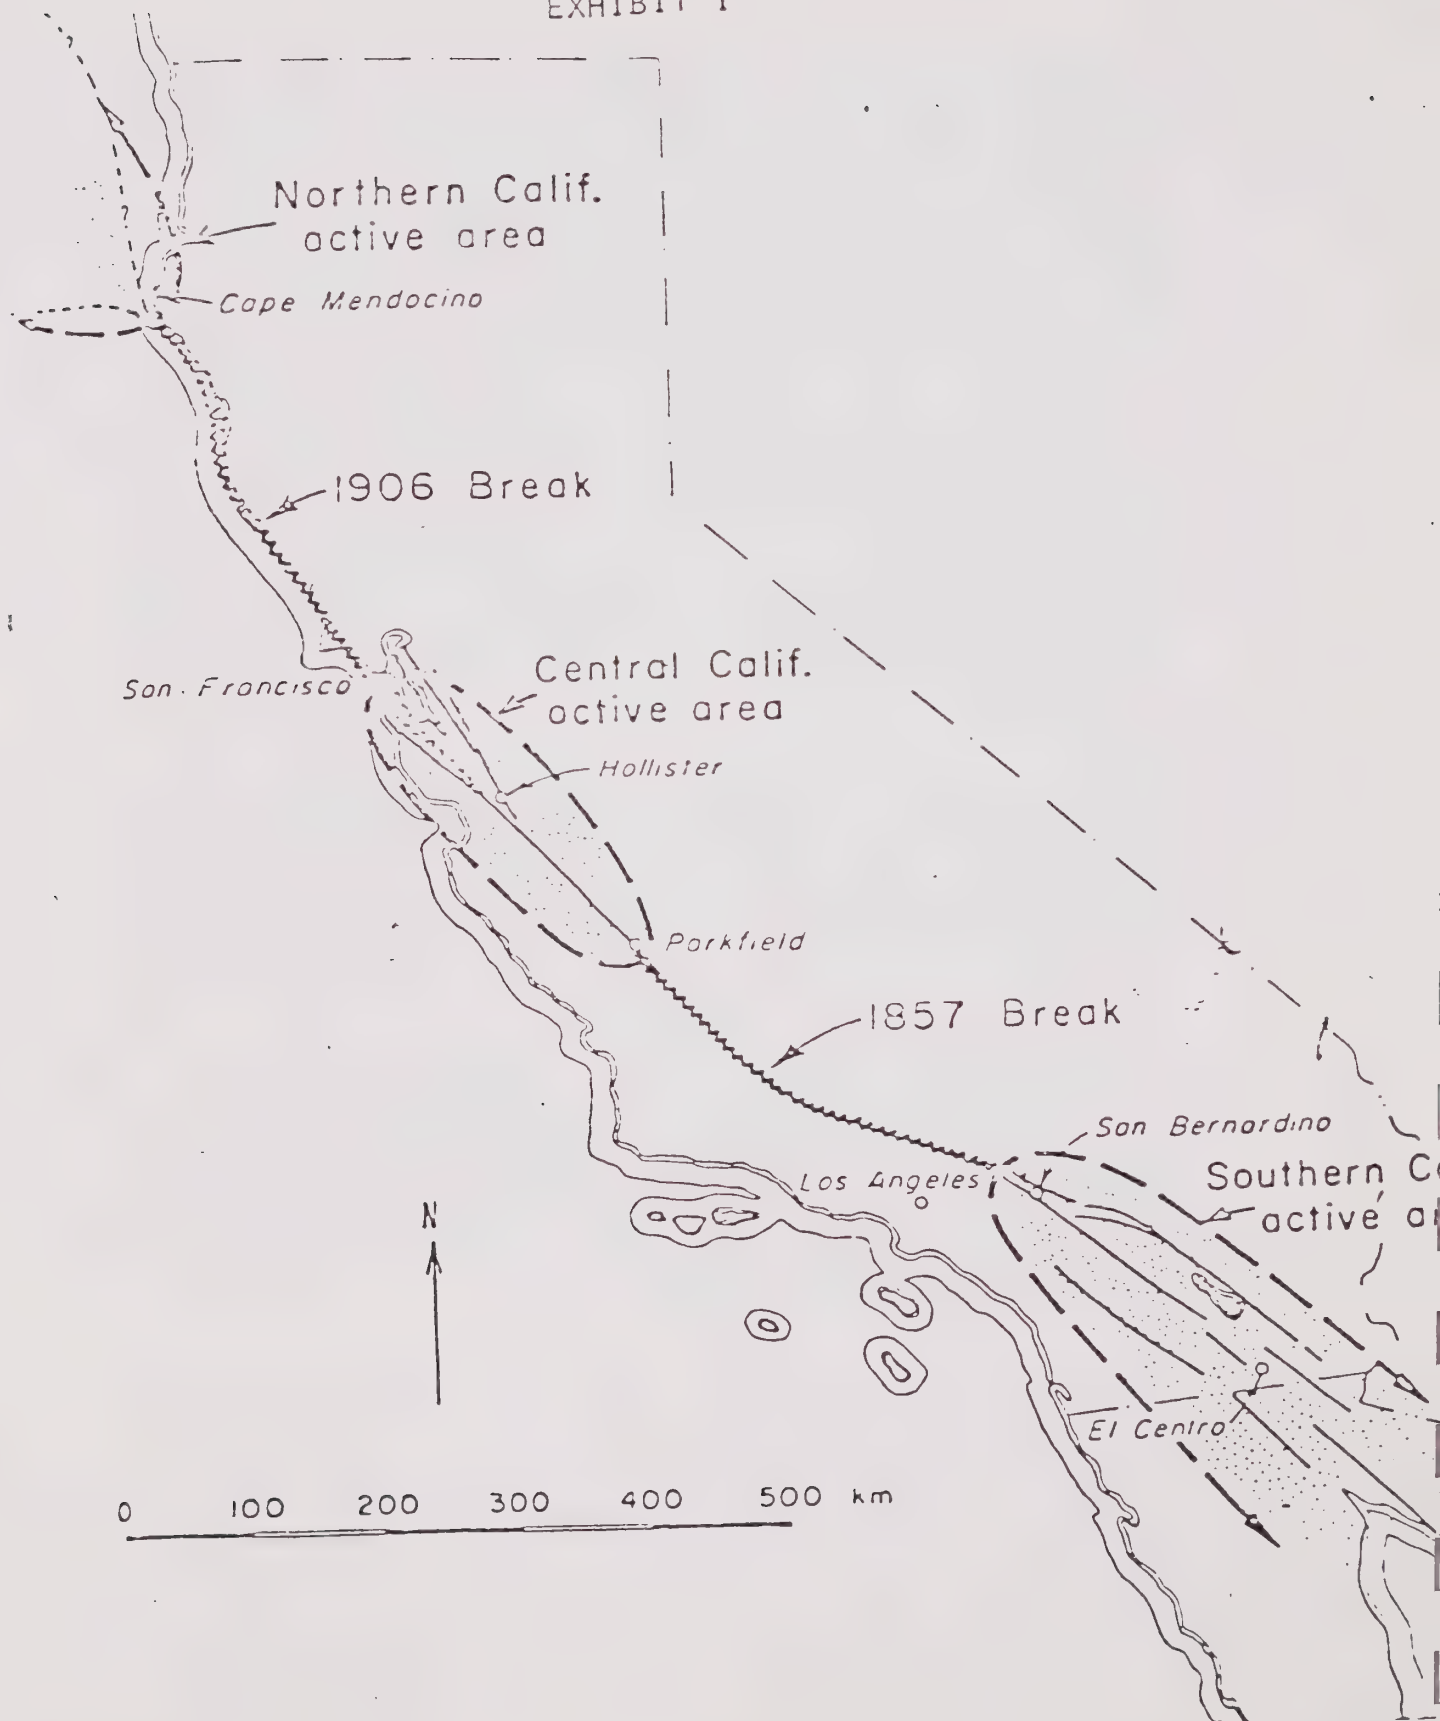 EXHIBIT I
Northern Calif.
active area
Cape Mendocino
1906 Break
San Francisco
Central Calif.
active area
Hollister
Parkfield
1857 Break
San Bernardino
Los Angeles
Southern
active
N
El Centro
0 100 200 300 400 500 km